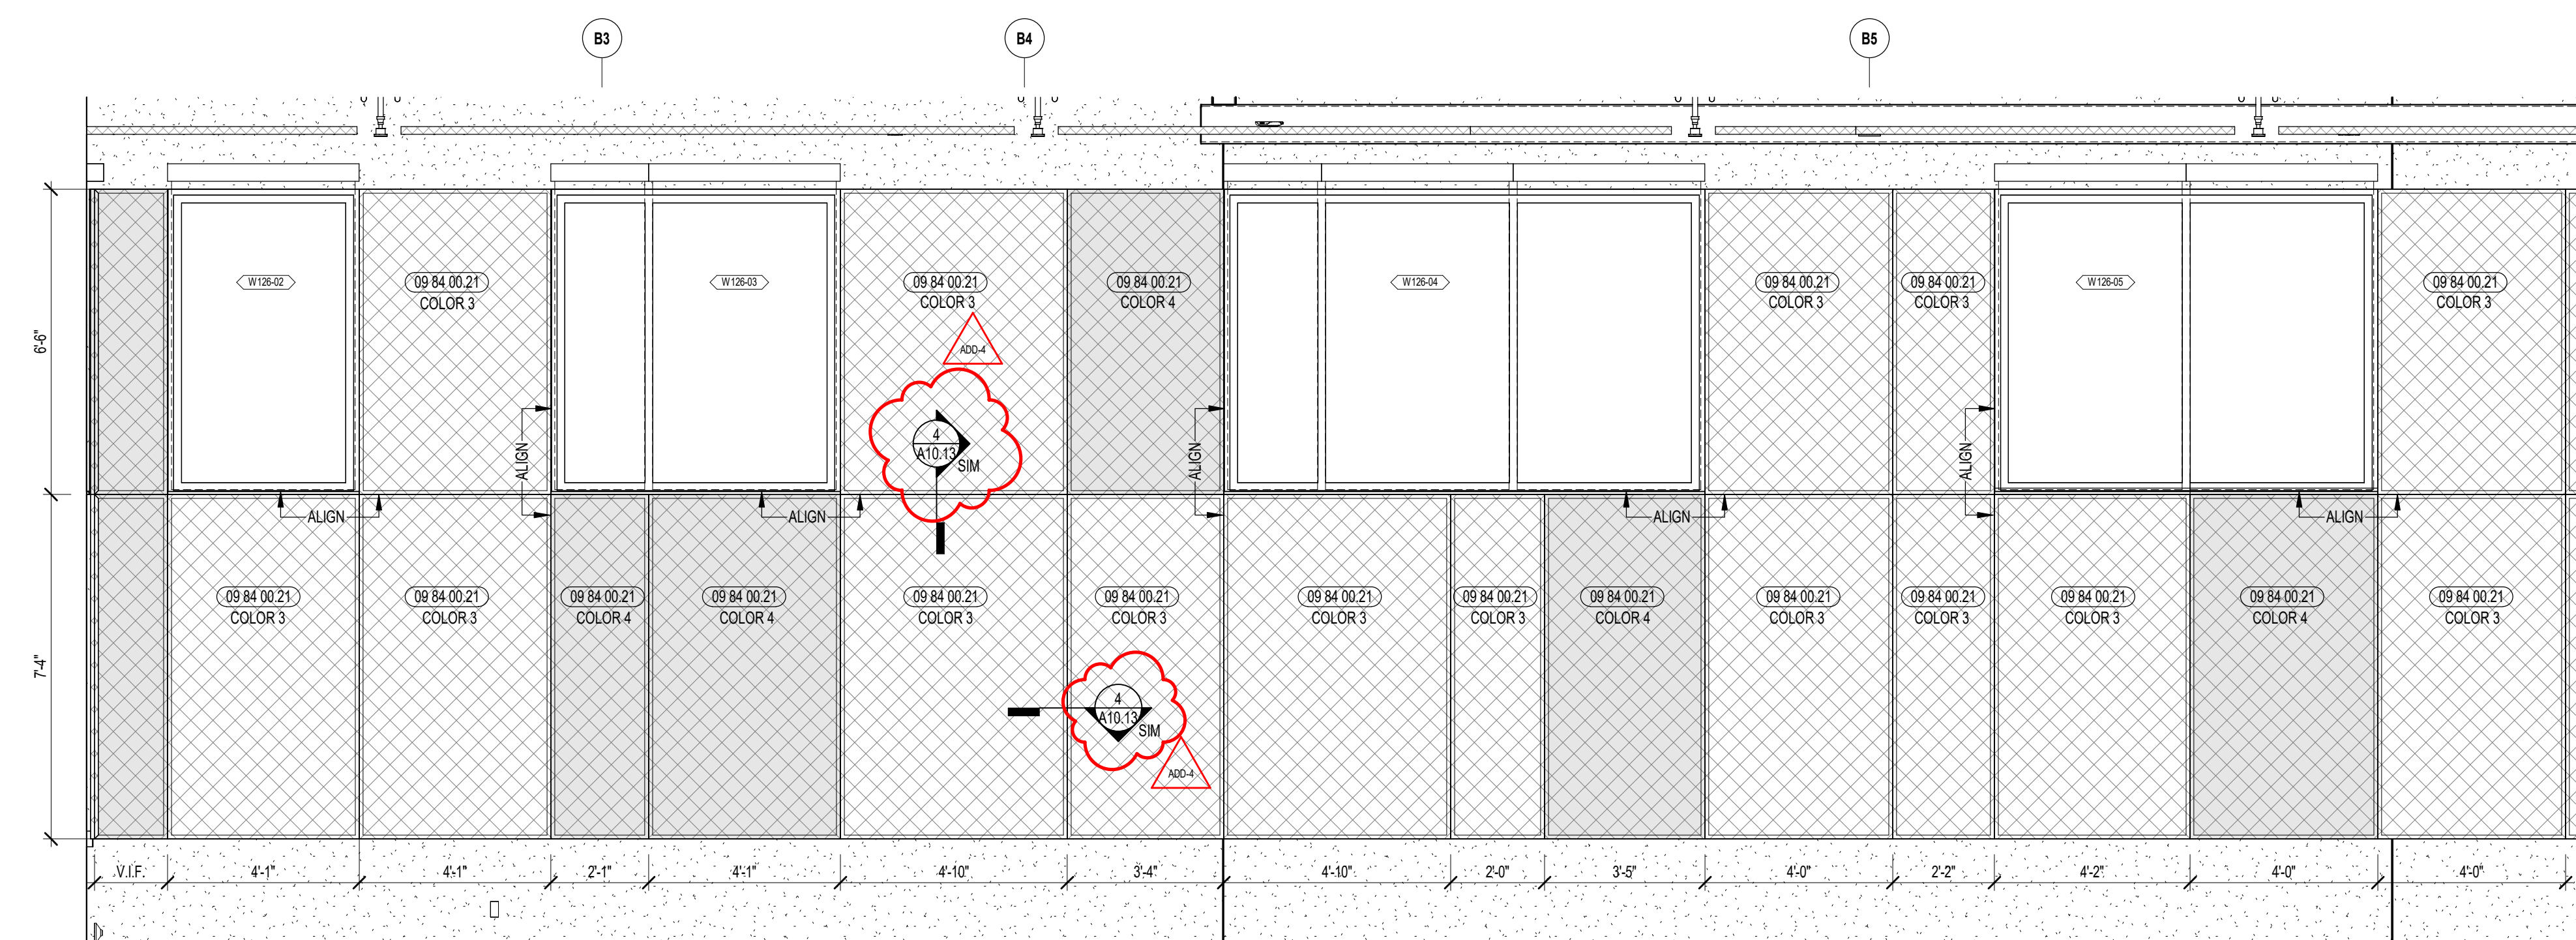 B3
B4
B5
6'-6"
7'-4"
W126-02
09 84 00.21
COLOR 3
W126-03
09 84 00.21
COLOR 3
09 84 00.21
COLOR 4
W126-04
09 84 00.21
COLOR 3
09 84 00.21
COLOR 3
W126-05
09 84 00.21
COLOR 3
ADD-4
4
A10.13
SIM
ALIGN
ALIGN
ALIGN
ALIGN
ALIGN
ALIGN
ALIGN
09 84 00.21
COLOR 3
09 84 00.21
COLOR 3
09 84 00.21
COLOR 4
09 84 00.21
COLOR 4
09 84 00.21
COLOR 3
09 84 00.21
COLOR 3
09 84 00.21
COLOR 3
09 84 00.21
COLOR 3
09 84 00.21
COLOR 4
09 84 00.21
COLOR 3
09 84 00.21
COLOR 3
09 84 00.21
COLOR 3
09 84 00.21
COLOR 4
09 84 00.21
COLOR 3
4
A10.13
SIM
ADD-4
V.I.F.
4'-1"
4'-1"
2'-1"
4'-1"
4'-10"
3'-4"
4'-10"
2'-0"
3'-5"
4'-0"
2'-2"
4'-2"
4'-0"
4'-0"